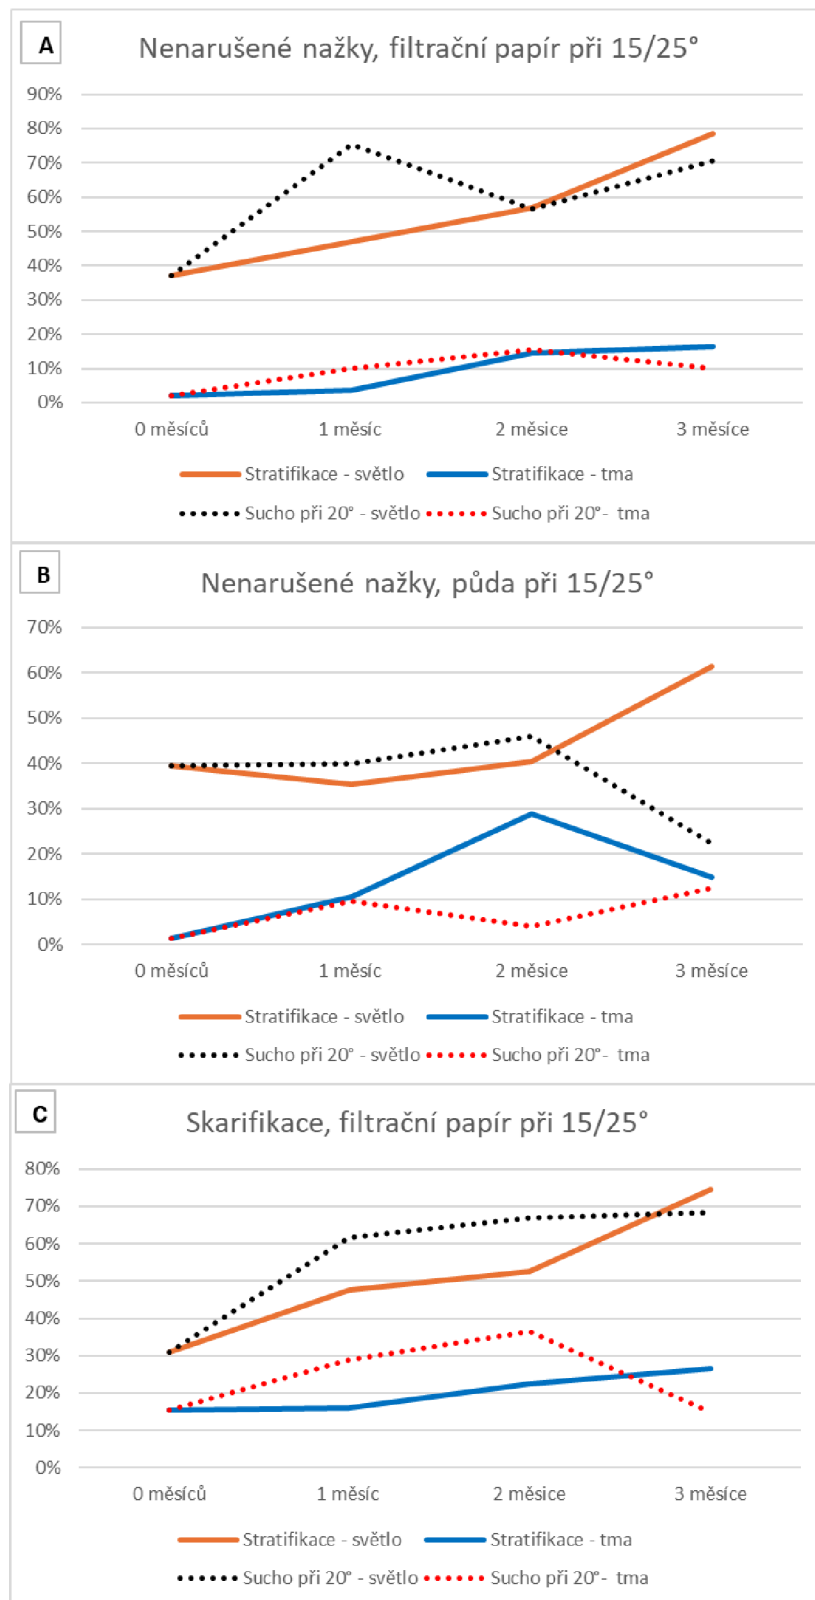 A
Nenarušené nažky, filtrační papír při 15/25°
90%
80%
70%
60%
50%
40%
30%
20%
10%
0%
0 měsíců 1 měsíc 2 měsice 3 měsíce
Stratifikace - světlo Stratifikace - tma
Sucho při 20° - světlo Sucho při 20°- tma
B
Nenarušené nažky, půda při 15/25°
70%
60%
50%
40%
30%
20%
10%
0%
0 měsíců 1 měsíc 2 měsice 3 měsíce
Stratifikace - světlo Stratifikace - tma
Sucho při 20° - světlo Sucho při 20°- tma
C
Skarifikace, filtrační papír při 15/25°
80%
70%
60%
50%
40%
30%
20%
10%
0%
0 měsíců 1 měsíc 2 měsice 3 měsíce
Stratifikace - světlo Stratifikace - tma
Sucho při 20° - světlo Sucho při 20°- tma